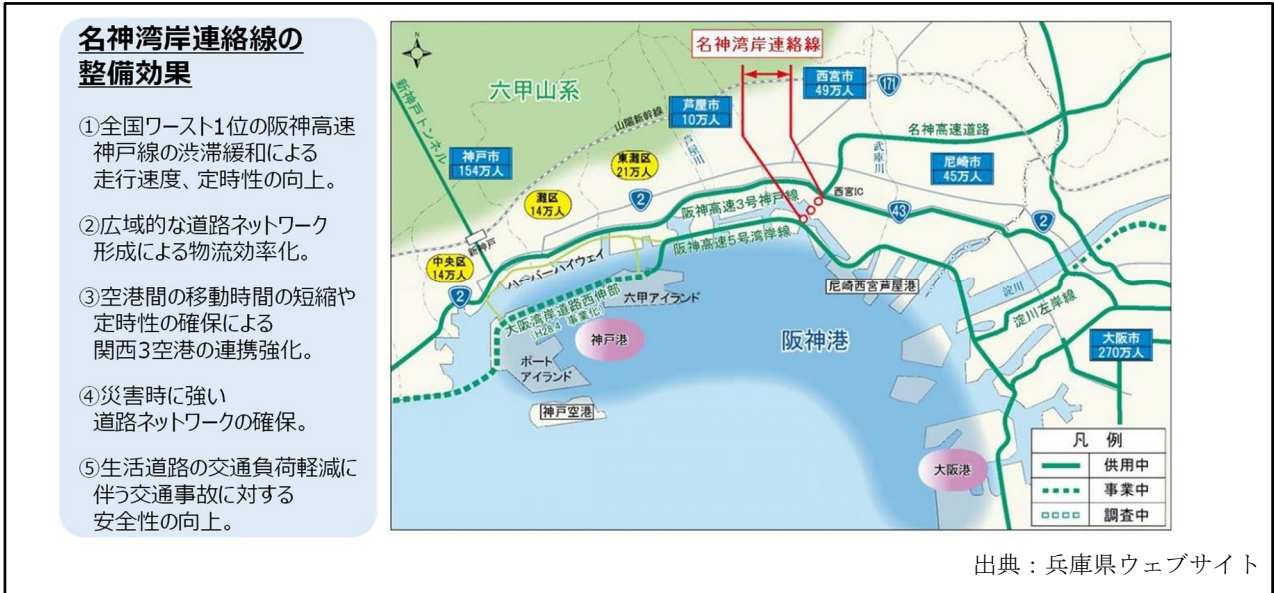 名神湾岸連絡線の
整備効果
①全国ワースト1位の阪神高速
神戸線の渋滞緩和による
走行速度、定時性の向上。
②広域的な道路ネットワーク
形成による物流効率化。
③空港間の移動時間の短縮や
定時性の確保による
関西3空港の連携強化。
④災害時に強い
道路ネットワークの確保。
⑤生活道路の交通負荷軽減に
伴う交通事故に対する
安全性の向上。
N
名神湾岸連絡線
六甲山系
西宮市
49万人
171
芦屋市
10万人
山陽新幹線
芦屋川
名神高速道路
武庫川
新神戸トンネル
神戸市
154万人
東灘区
21万人
尼崎市
45万人
灘区
14万人
2
阪神高速3号神戸線
西宮IC
43
2
阪神高速5号湾岸線
新神戸
中央区
14万人
ハーバーハイウェイ
2
六甲アイランド
尼崎西宮芦屋港
淀川
淀川左岸線
大阪湾岸道路西伸部
(H28.4 事業化)
神戸港
阪神港
大阪市
270万人
ポート
アイランド
神戸空港
大阪港
凡 例
供用中
事業中
調査中
出典：兵庫県ウェブサイト